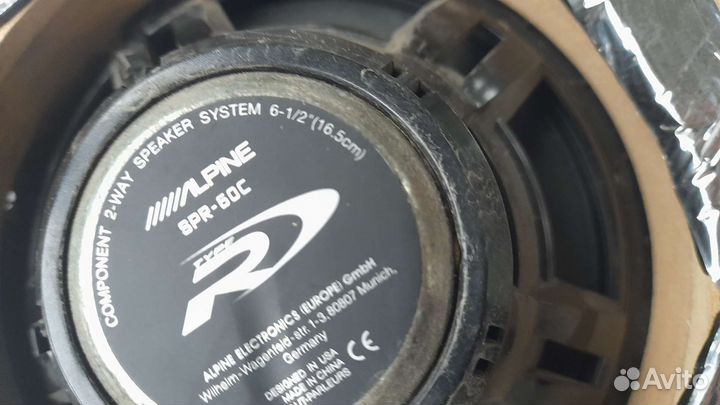 COMPONENT 2-WAY SPEAKER SYSTEM 6-1/2"(16.5cm)
ALPINE
SPR-60C
TYPE R
ALPINE ELECTRONICS (EUROPE) GmbH
Wilhelm-Wagenfeld-str. 1-3, 80807 Munich,
Germany
DESIGNED IN USA
MADE IN CHINA
CE
Avito